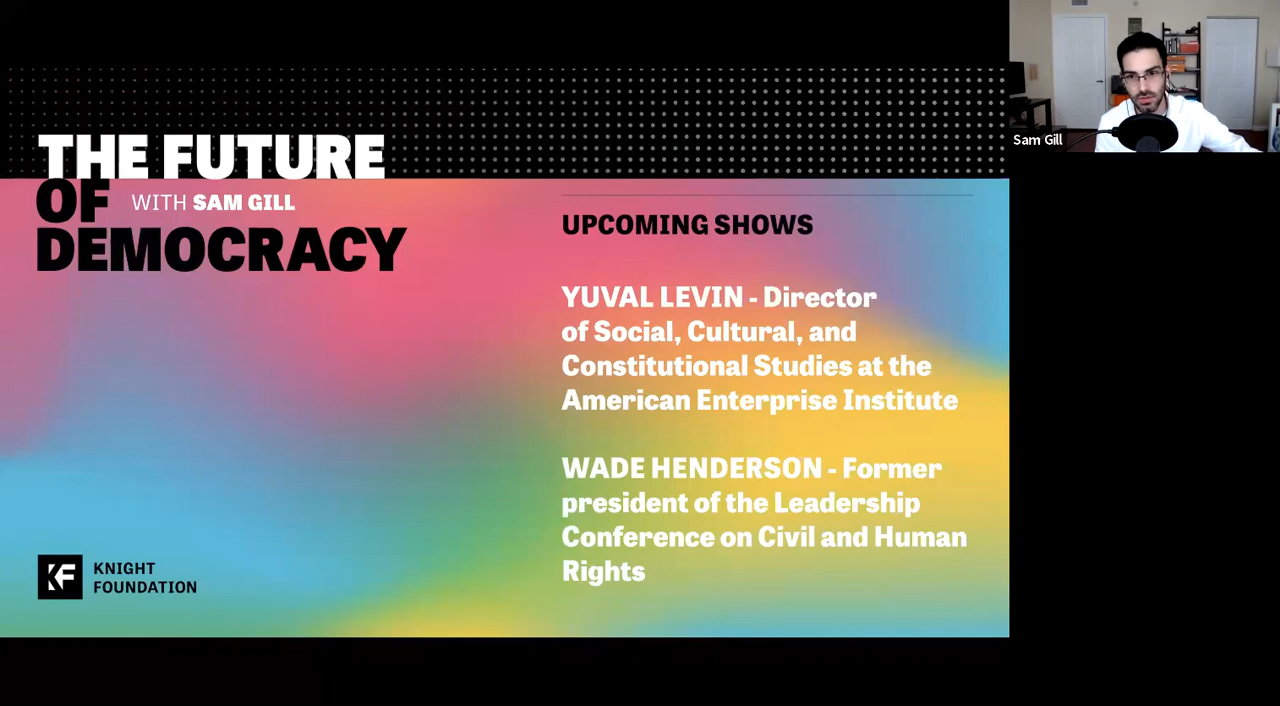 THE FUTURE
OF WITH SAM GILL
DEMOCRACY
UPCOMING SHOWS
YUVAL LEVIN - Director
of Social, Cultural, and
Constitutional Studies at the
American Enterprise Institute
WADE HENDERSON - Former
president of the Leadership
Conference on Civil and Human
Rights
KF KNIGHT
FOUNDATION
Sam Gill